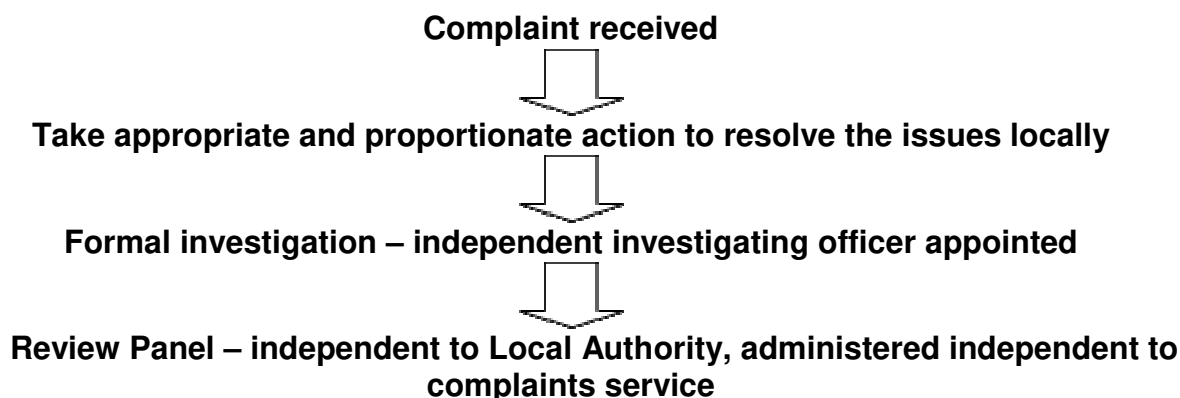 Complaint received
Take appropriate and proportionate action to resolve the issues locally
Formal investigation – independent investigating officer appointed
Review Panel – independent to Local Authority, administered independent to
complaints service